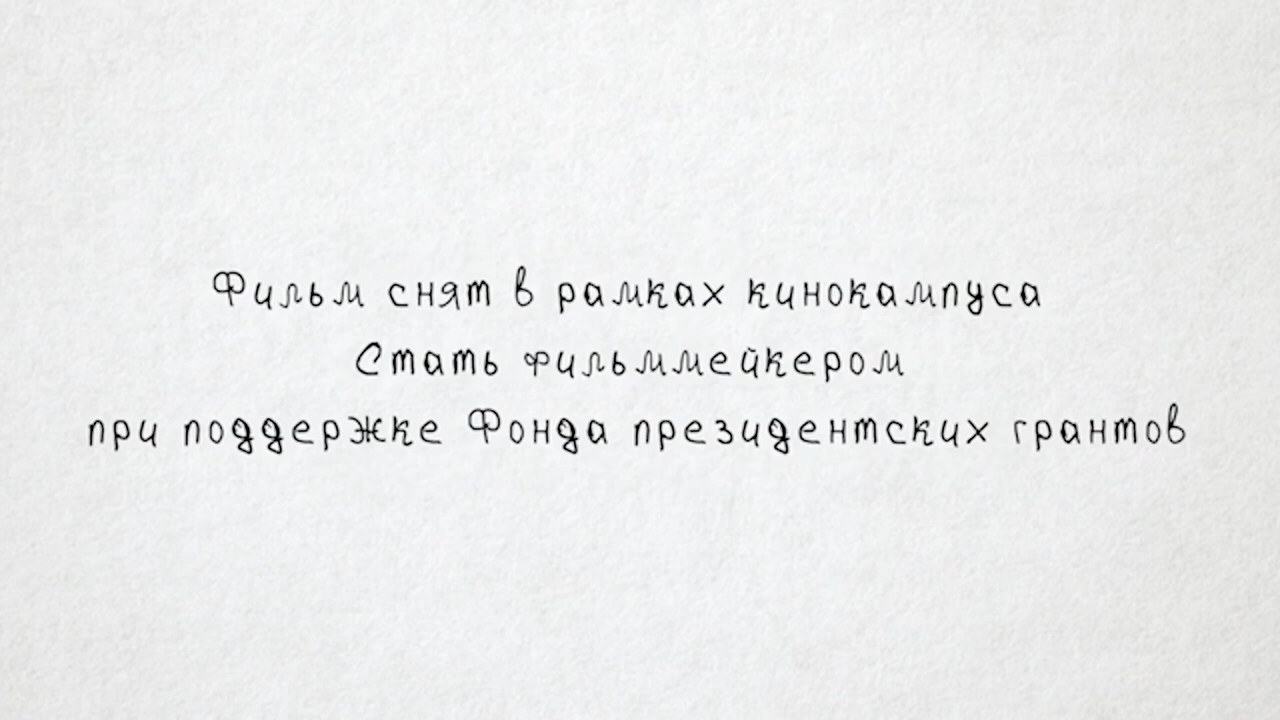 Фильм снят в рамках кинокампуса
Стать фильммейкером
при поддержке Фонда президентских грантов